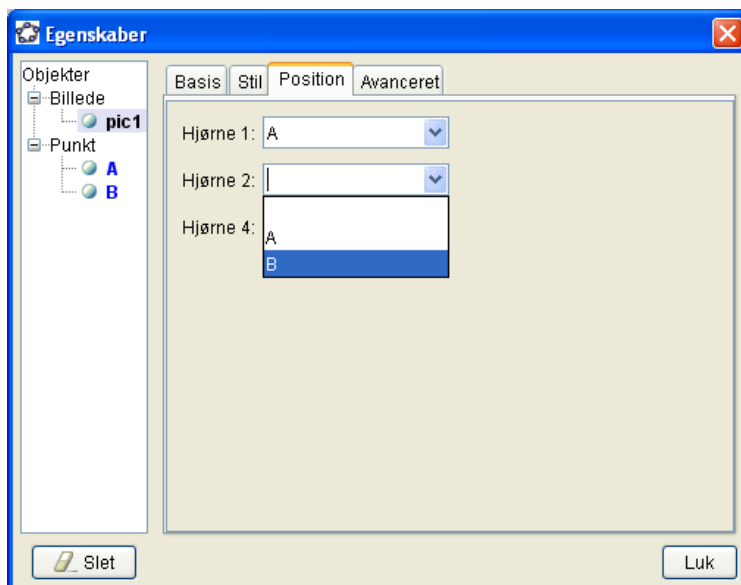 Egenskaber
Objekter
Billede
pic1
Punkt
A
B
Basis Stil Position Avanceret
Hjørne 1: A
Hjørne 2:
Hjørne 4:
A
B
Slet
Luk